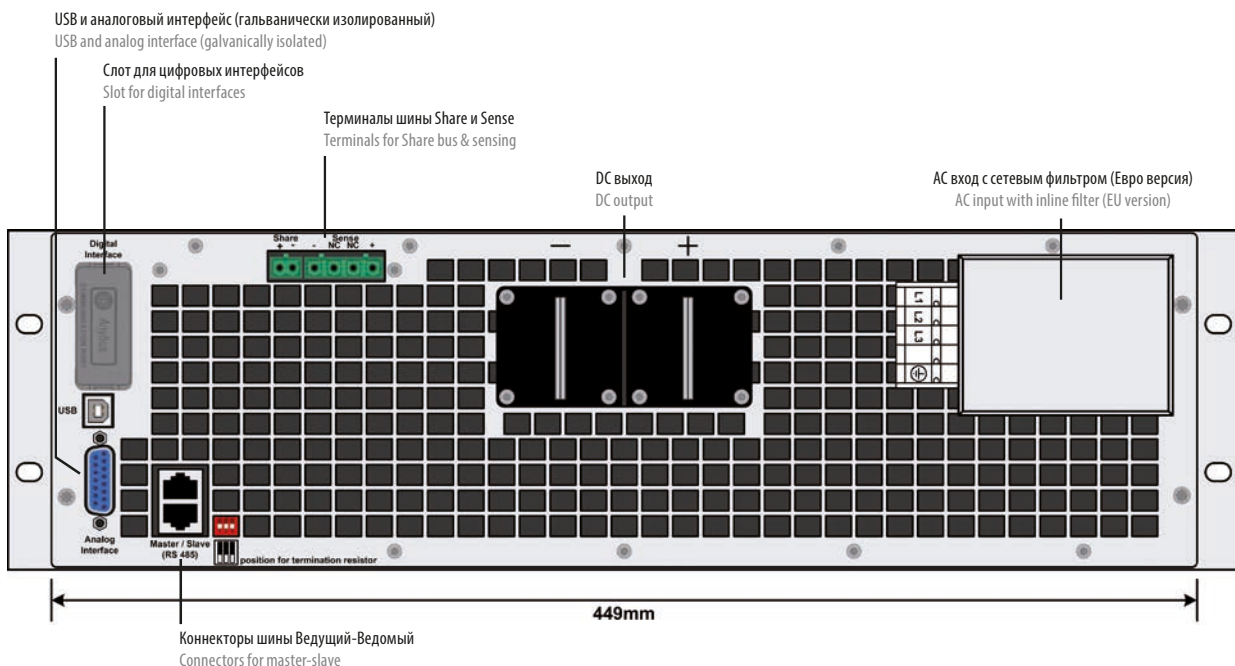 USB и аналоговый интерфейс (гальванически изолированный)
USB and analog interface (galvanically isolated)
Слот для цифровых интерфейсов
Slot for digital interfaces
Терминалы шины Share и Sense
Terminals for Share bus & sensing
DC выход
DC output
АС вход с сетевым фильтром (Евро версия)
AC input with inline filter (EU version)
Digital
Interface
Share
+ -
Sense
- NC NC +
− +
Anybus
L1
L2
L3
USB
Analog
Interface
Master / Slave
(RS 485)
position for termination resistor
449mm
Коннекторы шины Ведущий-Ведомый
Connectors for master-slave